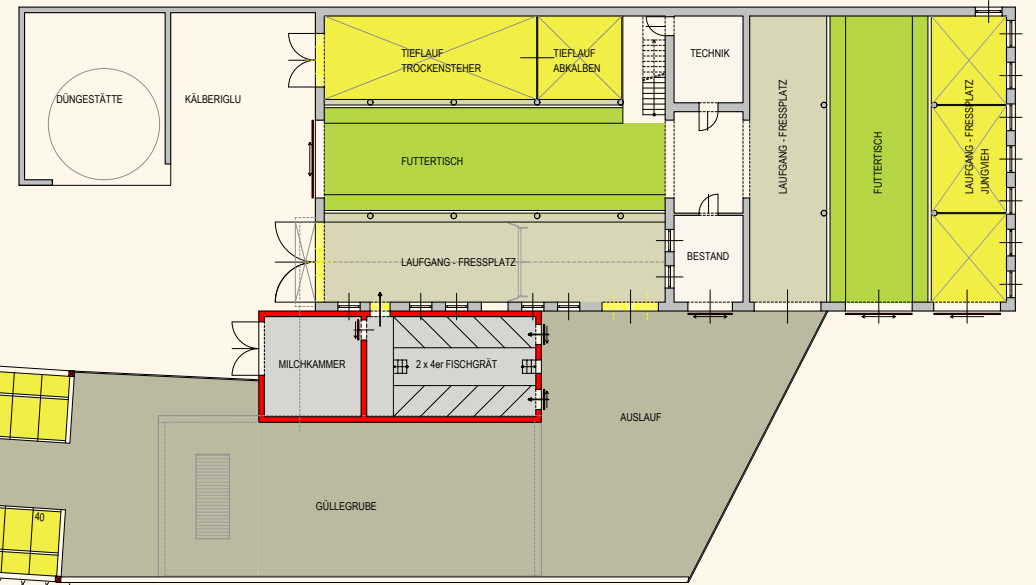 TIEFLAUF
TROCKENSTEHER
TIEFLAUF
ABKALBEN
TECHNIK
DÜNGESTÄTTE
KÄLBERIGLU
LAUFGANG - FRESSPLATZ
FUTTERTISCH
LAUFGANG - FRESSPLATZ
JUNGVIEH
FUTTERTISCH
LAUFGANG - FRESSPLATZ
BESTAND
MILCHKAMMER
2 x 4er FISCHGRÄT
AUSLAUF
GÜLLEGRUBE
40